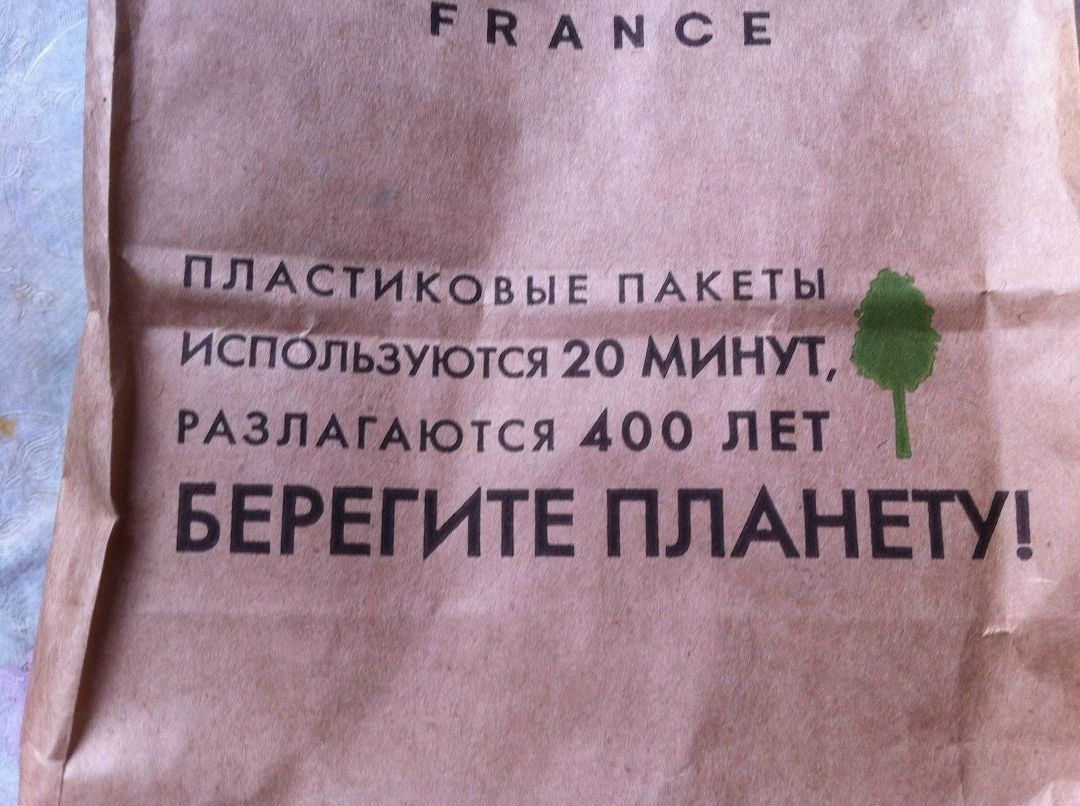 FRANCE
ПЛАСТИКОВЫЕ ПАКЕТЫ
ИСПОЛЬЗУЮТСЯ 20 МИНУТ,
РАЗЛАГАЮТСЯ 400 ЛЕТ
БЕРЕГИТЕ ПЛАНЕТУ!